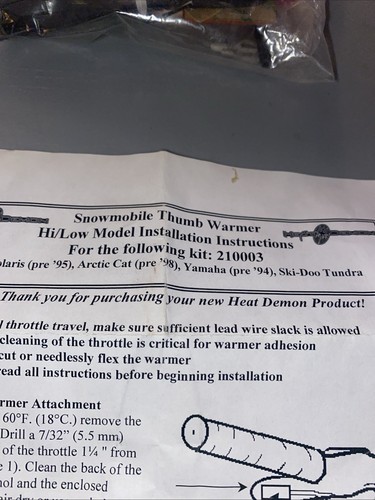 Snowmobile Thumb Warmer
Hi/Low Model Installation Instructions
For the following kit: 210003
olaris (pre '95), Arctic Cat (pre '98), Yamaha (pre '94), Ski-Doo Tundra
Thank you for purchasing your new Heat Demon Product!
l throttle travel, make sure sufficient lead wire slack is allowed
cleaning of the throttle is critical for warmer adhesion
cut or needlessly flex the warmer
read all instructions before beginning installation
rmer Attachment
60°F. (18°C.) remove the
Drill a 7/32” (5.5 mm)
of the throttle 1¼ " from
e 1). Clean the back of the
nol and the enclosed